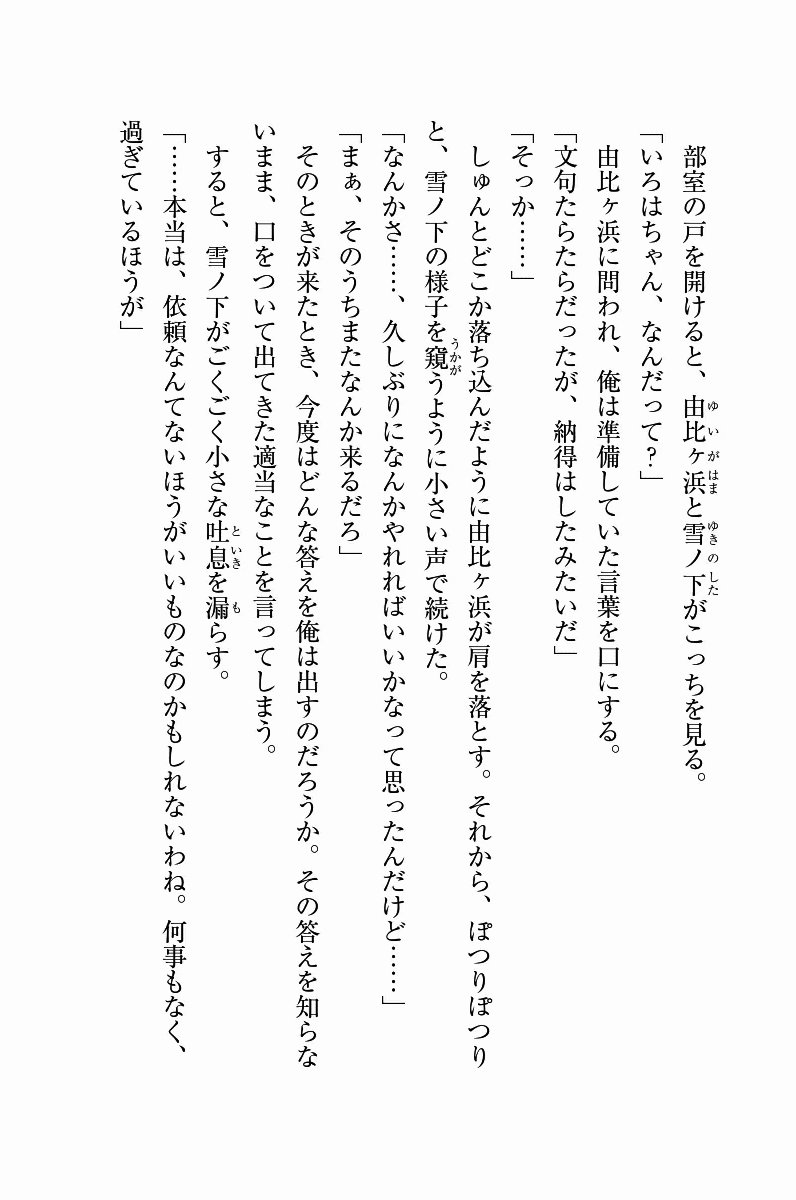 部室の戸を開けると、由比ヶ浜と雪ノ下がこっちを見る。
「いろはちゃん、なんだって?」
由比ヶ浜に問われ、俺は準備していた言葉を口にする。
「文句たらたらだったが、納得はしたみたいだ」
「そっか……」
しゅんとどこか落ち込んだように由比ヶ浜が肩を落とす。それから、ぽつりぽつり
と、雪ノ下の様子を窺うように小さい声で続けた。
「なんかさ……、久しぶりになんかやれればいいかなって思ったんだけど……」
「まぁ、そのうちまたなんか来るだろ」
そのときが来たとき、今度はどんな答えを俺は出すのだろうか。その答えを知らな
いまま、口をついて出てきた適当なことを言ってしまう。
すると、雪ノ下がごくごく小さな吐息を漏らす。
「……本当は、依頼なんてないほうがいいものなのかもしれないわね。何事もなく、
過ぎているほうが」